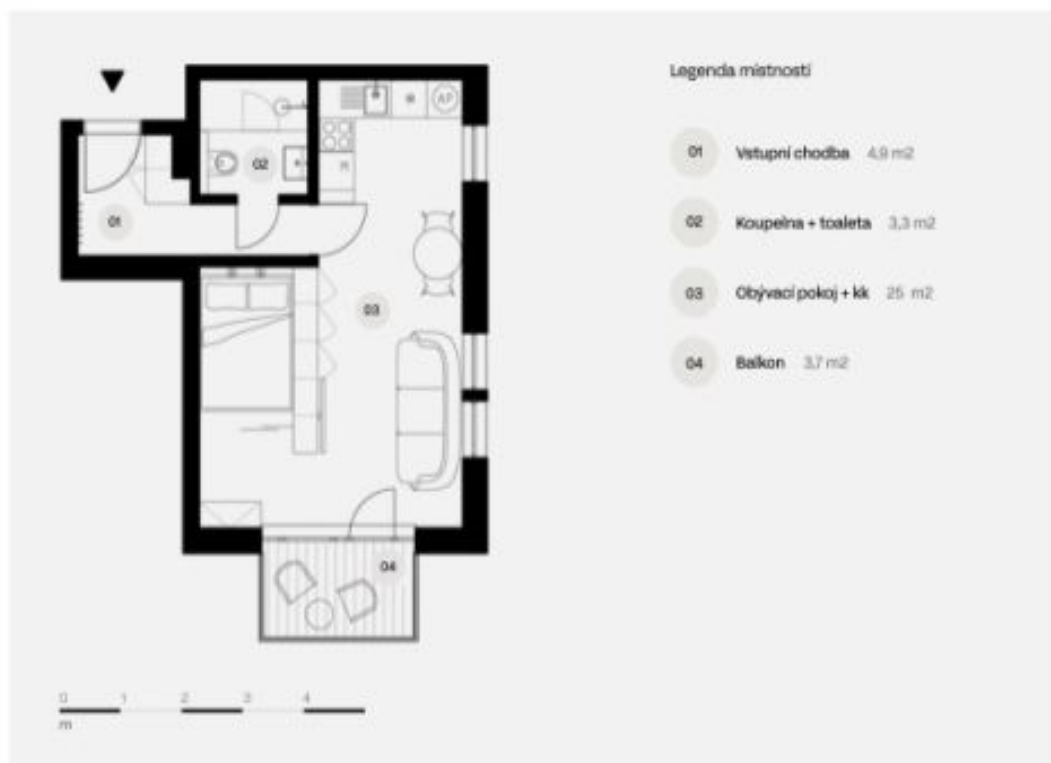 Legenda místností
01 Vstupní chodba 4,9 m2
02 Koupelna + toaleta 3,3 m2
03 Obývací pokoj + kk 25 m2
04 Balkon 3,7 m2
AP
02
01
03
04
0 1 2 3 4
m